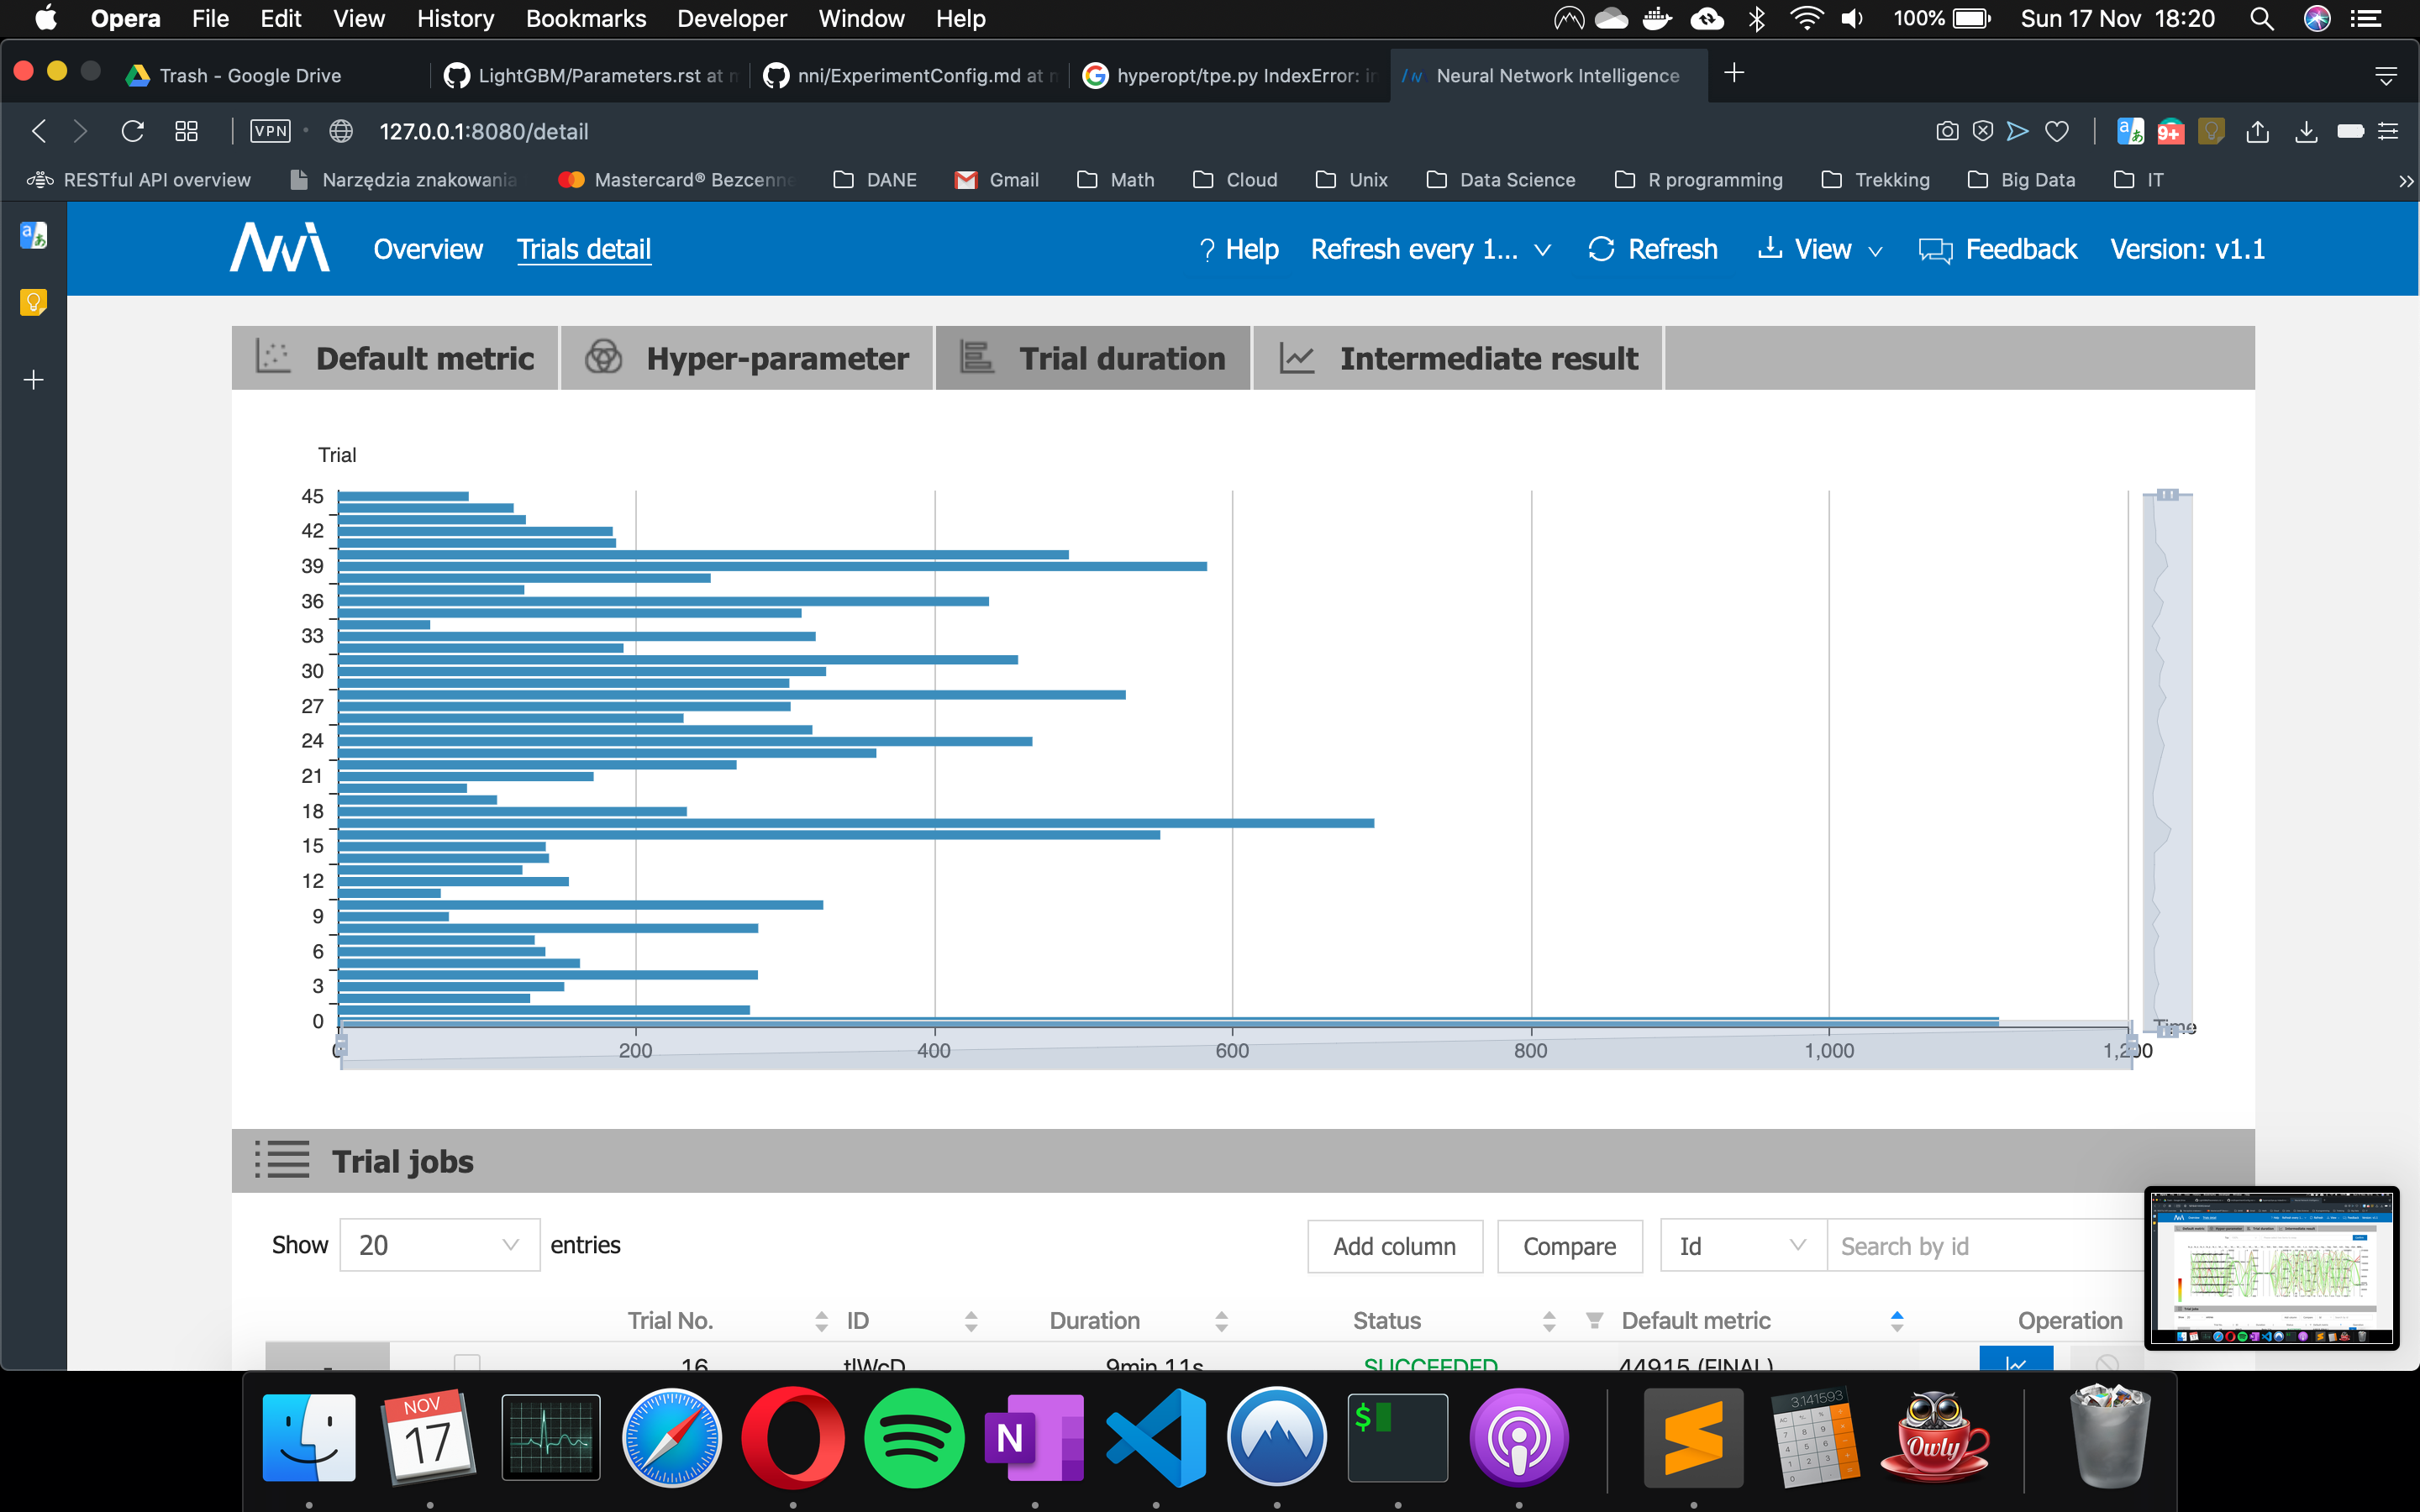 Opera File Edit View History Bookmarks Developer Window Help 100% Sun 17 Nov 18:20
Trash - Google Drive LightGBM/Parameters.rst at m nni/ExperimentConfig.md at m hyperopt/tpe.py IndexError: in Neural Network Intelligence
VPN 127.0.0.1:8080/detail 9+
RESTful API overview Narzędzia znakowania Mastercard® Bezcenne DANE Gmail Math Cloud Unix Data Science R programming Trekking Big Data IT
Overview Trials detail ? Help Refresh every 1... Refresh View Feedback Version: v1.1
Default metric Hyper-parameter Trial duration Intermediate result
Trial
45
42
39
36
33
30
27
24
21
18
15
12
9
6
3
0
Time
0 200 400 600 800 1,000 1,200
Trial jobs
Show 20 entries Add column Compare Id Search by id
Trial No. ID Duration Status Default metric Operation
16 tlWcD 9min 11s SUCCEEDED 44915 (FINAL)
NOV
17
N
$
3.141593
Owly